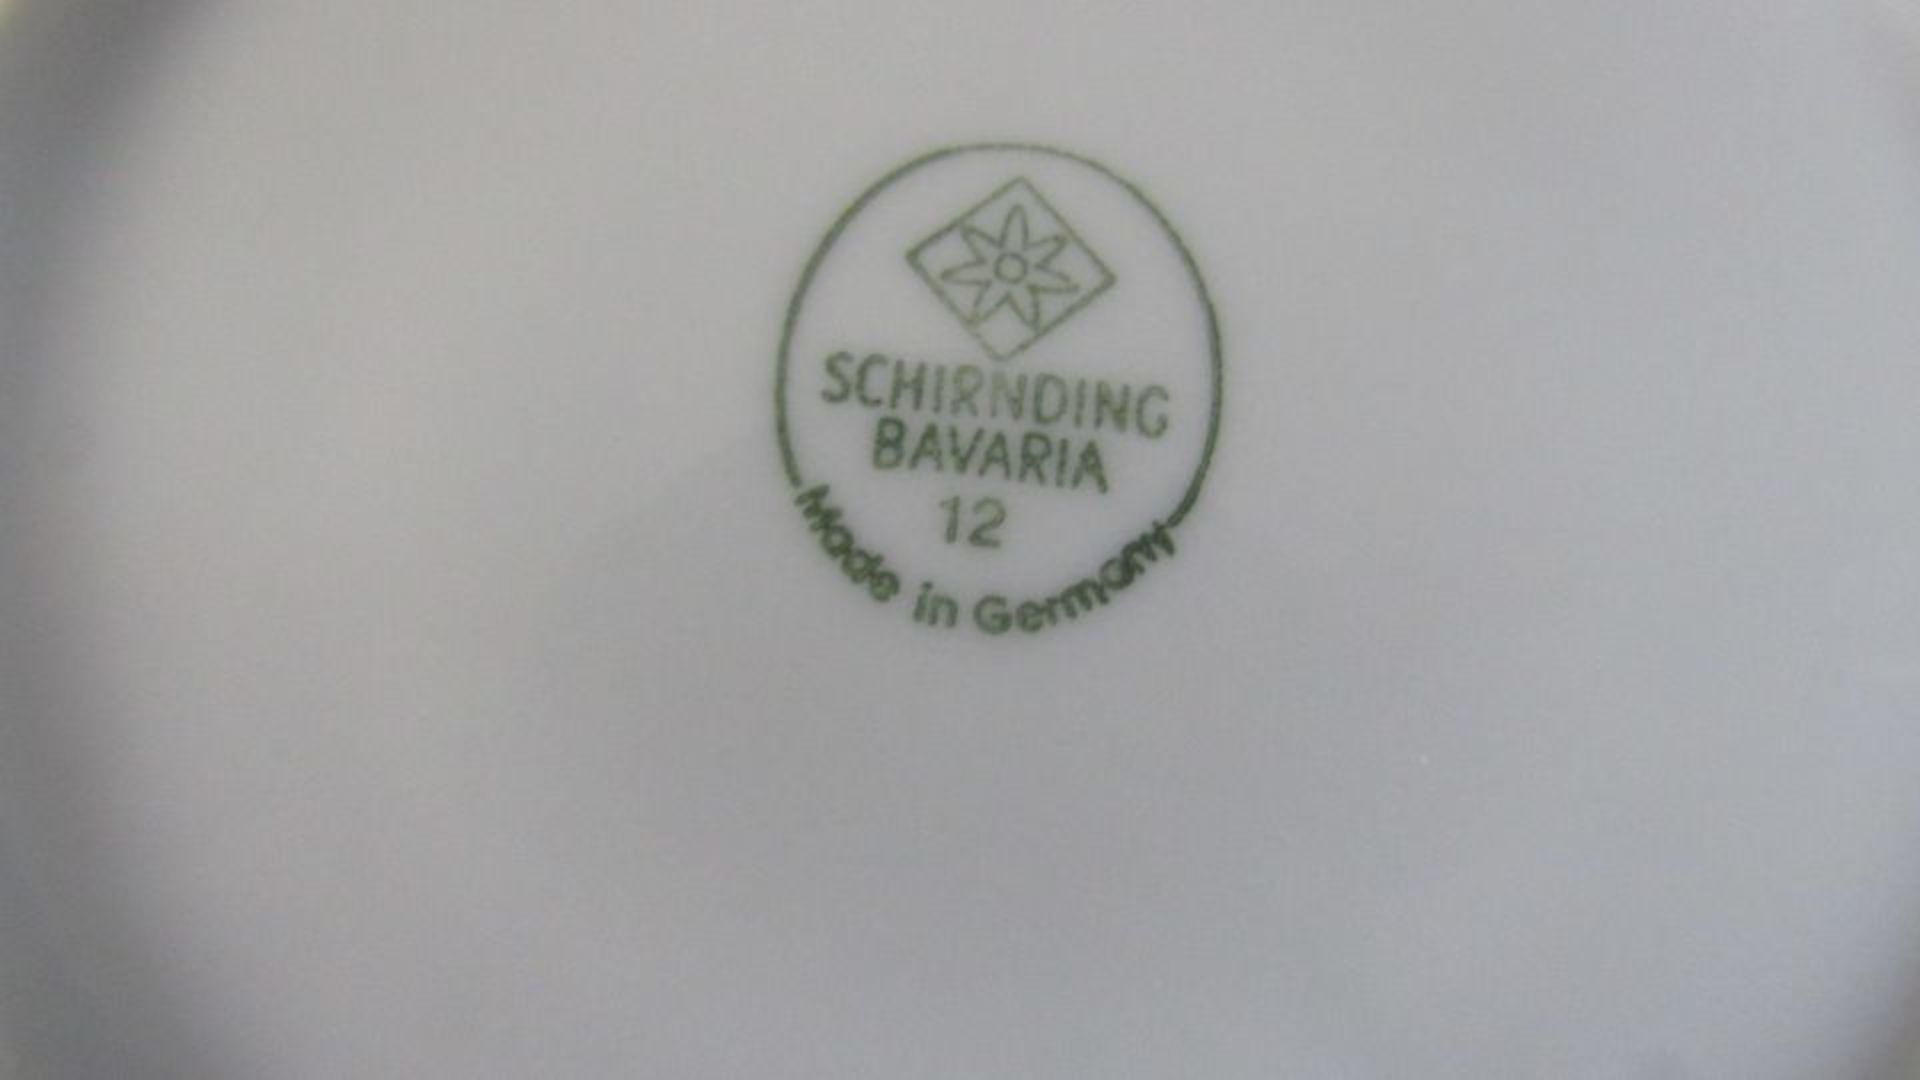 SCHIRNDING
BAVARIA
12
Made in Germany